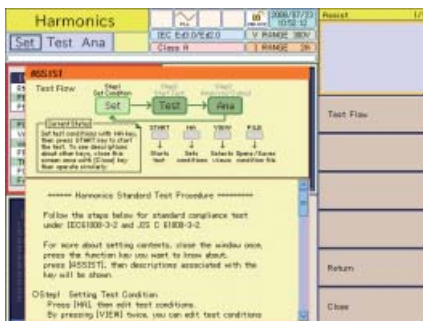 Harmonics
PLL
2006/07/23
10:52:12
IEC Ed3.0/Ed2.0
V RANGE 300V
Set Test Ana
Class A
I RANGE 2A
Assist
ASSIST
Test Flow
Step1
Set Condition
Set
Step2
Start Test
Test
Step3
Ana
Current Status
Set test conditions with HA key,
then press START key to start
the test. To see descriptions
about other keys, close this
screen once with [Close] key
then operate similarly.
START HA VIEW FILE
Starts
test
Sets
conditions
Selects
views
Opens/Saves
condition file
====== Harmonics Standard Test Procedure ======
Follow the steps below for standard compliance test
under IEC61000-3-2 and JIS C 61000-3-2.
For more about setting contents, close the window once,
press the function key you want to know about,
press [ASSIST], then descriptions associated with the
key will be shown.
○Step1 Setting Test Condition
Press [HA], then edit test conditions.
By pressing [VIEW] twice, you can edit test conditions
Test Flow
Return
Close